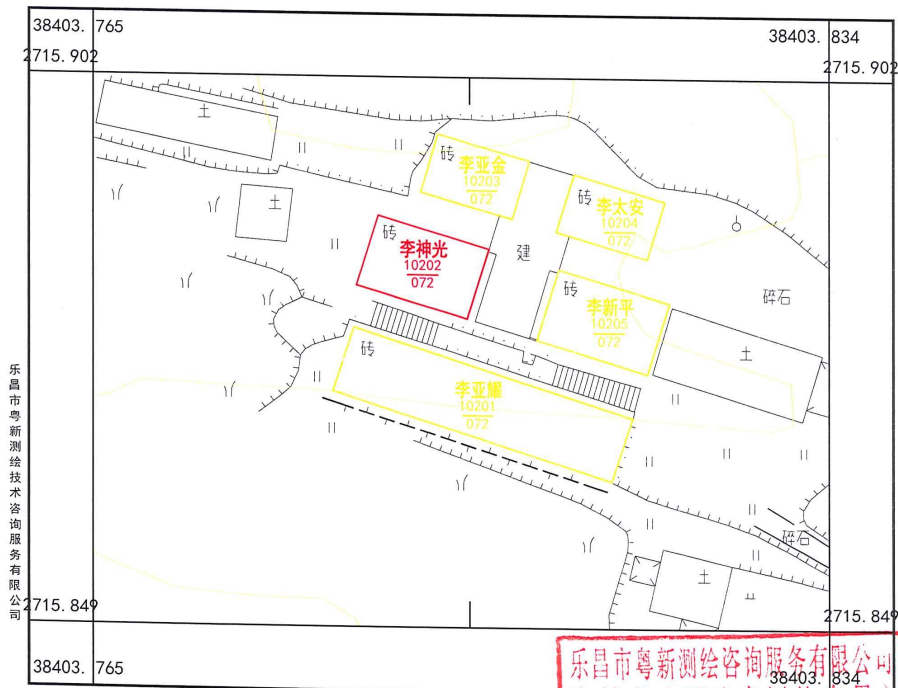 38403. 765
38403. 834
2715.902
2715.902
土
砖
李亚金
10203
072
砖
李太安
10204
072
土
砖
李神光
10202
072
建
砖
李新平
10205
072
碎石
土
砖
李亚耀
10201
072
碎石
土
乐昌市粤新测绘技术咨询服务有限公司
2715.849
2715.849
38403. 765
38403. 834
乐昌市粤新测绘咨询服务有限公司